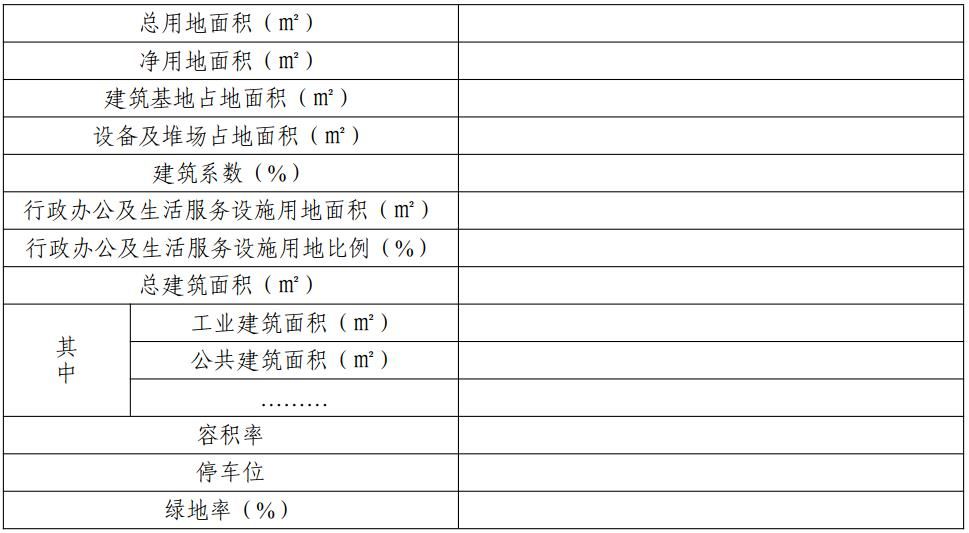 总用地面积（㎡）
净用地面积（㎡）
建筑基地占地面积（㎡）
设备及堆场占地面积（㎡）
建筑系数（%）
行政办公及生活服务设施用地面积（㎡）
行政办公及生活服务设施用地比例（%）
总建筑面积（㎡）
其中
工业建筑面积（㎡）
公共建筑面积（㎡）
………
容积率
停车位
绿地率（%）